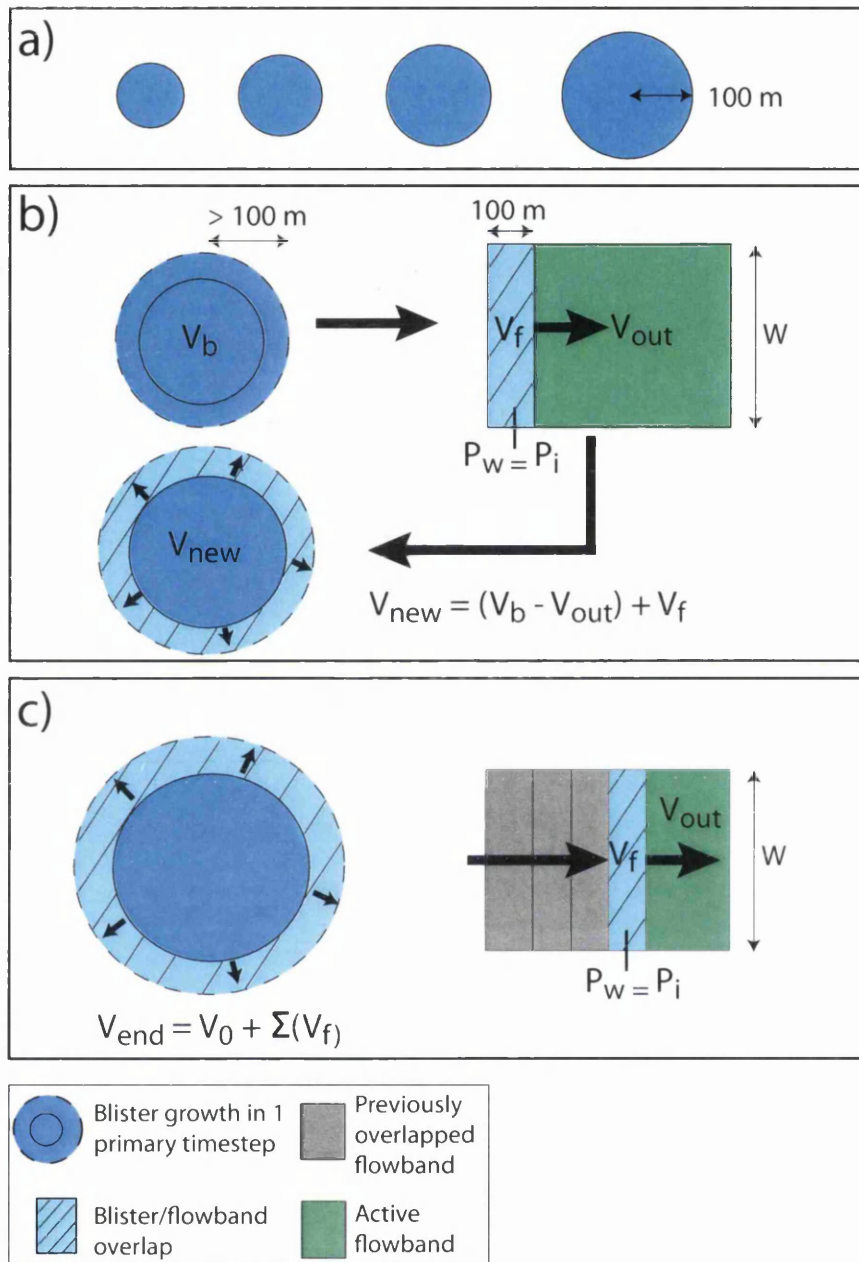 a)
100 m
b)
> 100 m
100 m
V_b
V_f
V_out
W
P_w = P_i
V_new
V_new = (V_b - V_out) + V_f
c)
V_out
V_f
W
P_w = P_i
V_end = V_0 + Σ(V_f)
Blister growth in 1
primary timestep
Previously
overlapped
flowband
Blister/flowband
overlap
Active
flowband